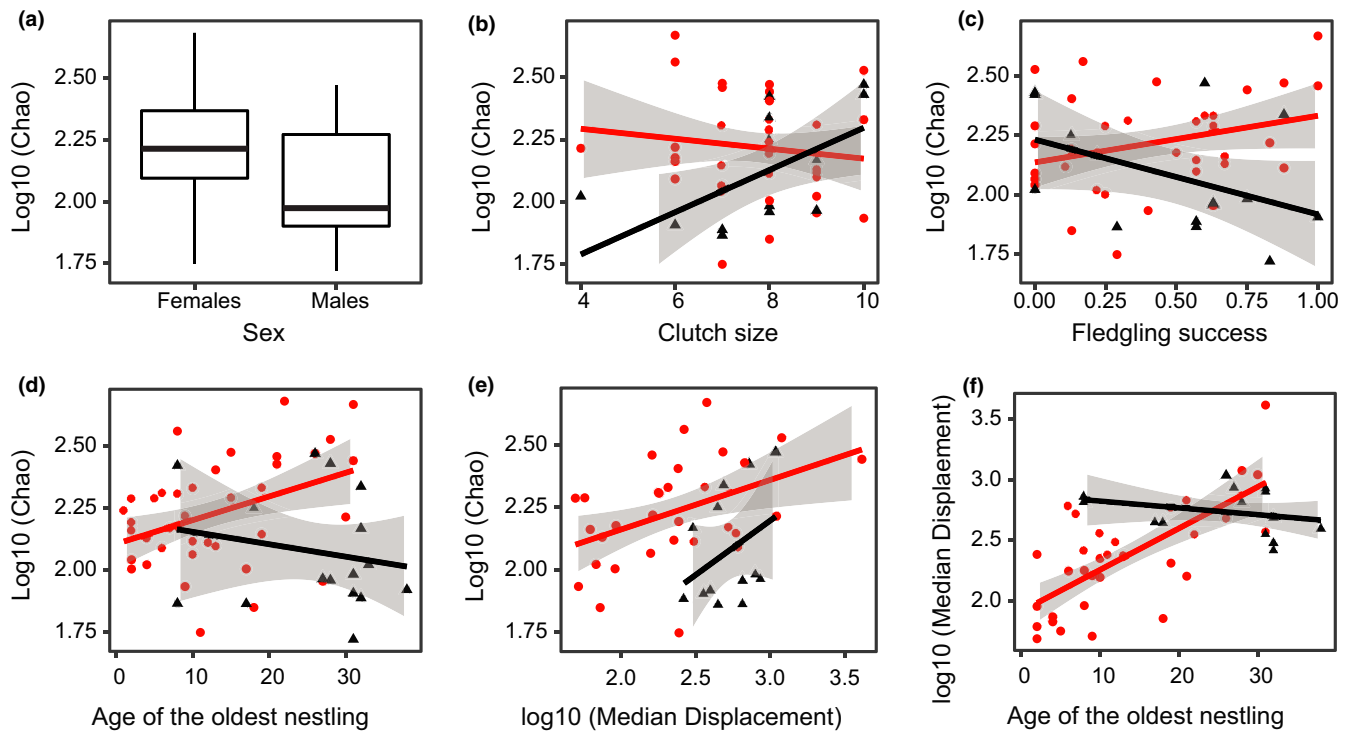 (a)
Log10 (Chao)
2.50
2.25
2.00
1.75
Females
Males
Sex
(b)
Log10 (Chao)
2.50
2.25
2.00
1.75
4
6
8
10
Clutch size
(c)
Log10 (Chao)
2.50
2.25
2.00
1.75
0.00
0.25
0.50
0.75
1.00
Fledgling success
(d)
Log10 (Chao)
2.50
2.25
2.00
1.75
0
10
20
30
Age of the oldest nestling
(e)
Log10 (Chao)
2.50
2.25
2.00
1.75
2.0
2.5
3.0
3.5
log10 (Median Displacement)
(f)
log10 (Median Displaement)
3.5
3.0
2.5
2.0
0
10
20
30
Age of the oldest nestling